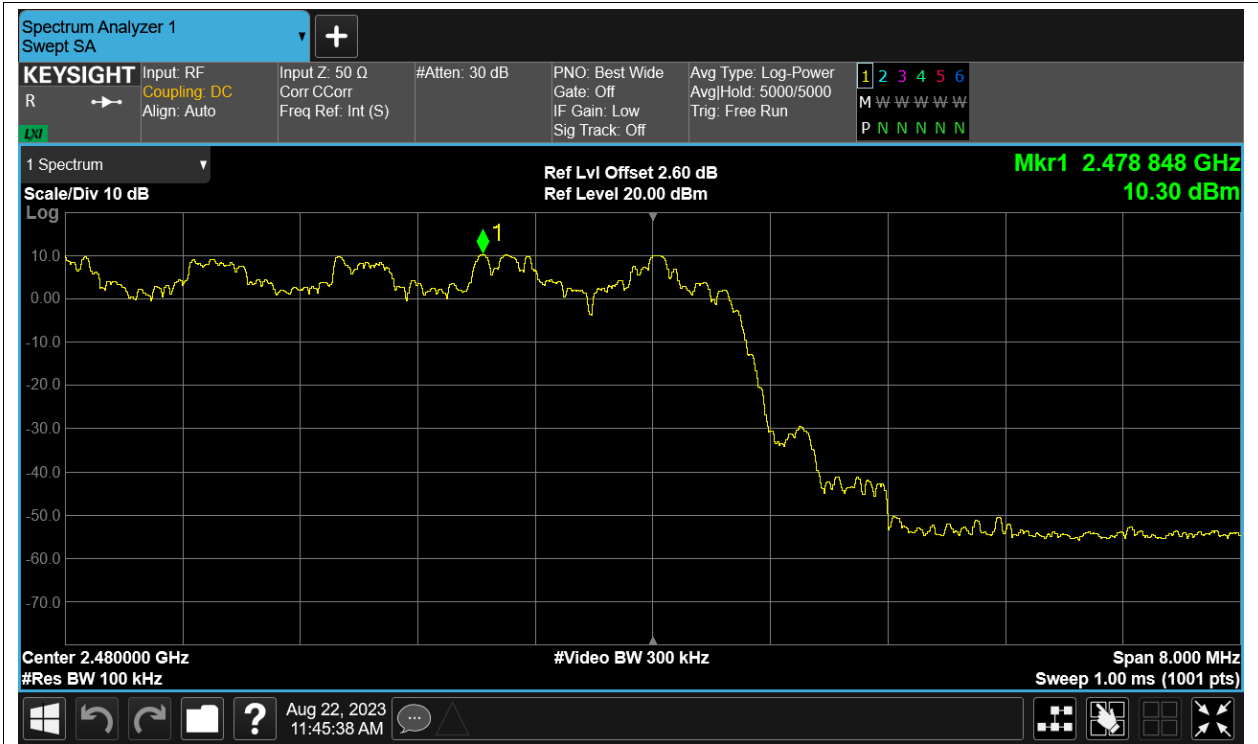 Spectrum Analyzer 1
Swept SA
KEYSIGHT
R
LXI
Input: RF
Coupling: DC
Align: Auto
Input Z: 50 Ω
Corr CCorr
Freq Ref: Int (S)
#Atten: 30 dB
PNO: Best Wide
Gate: Off
IF Gain: Low
Sig Track: Off
Avg Type: Log-Power
Avg|Hold: 5000/5000
Trig: Free Run
1 2 3 4 5 6
M W W W W W
P N N N N N
1 Spectrum
Scale/Div 10 dB
Log
Ref Lvl Offset 2.60 dB
Ref Level 20.00 dBm
Mkr1 2.478 848 GHz
10.30 dBm
1
10.0
0.00
-10.0
-20.0
-30.0
-40.0
-50.0
-60.0
-70.0
Center 2.480000 GHz
#Video BW 300 kHz
Span 8.000 MHz
#Res BW 100 kHz
Sweep 1.00 ms (1001 pts)
?
Aug 22, 2023
11:45:38 AM